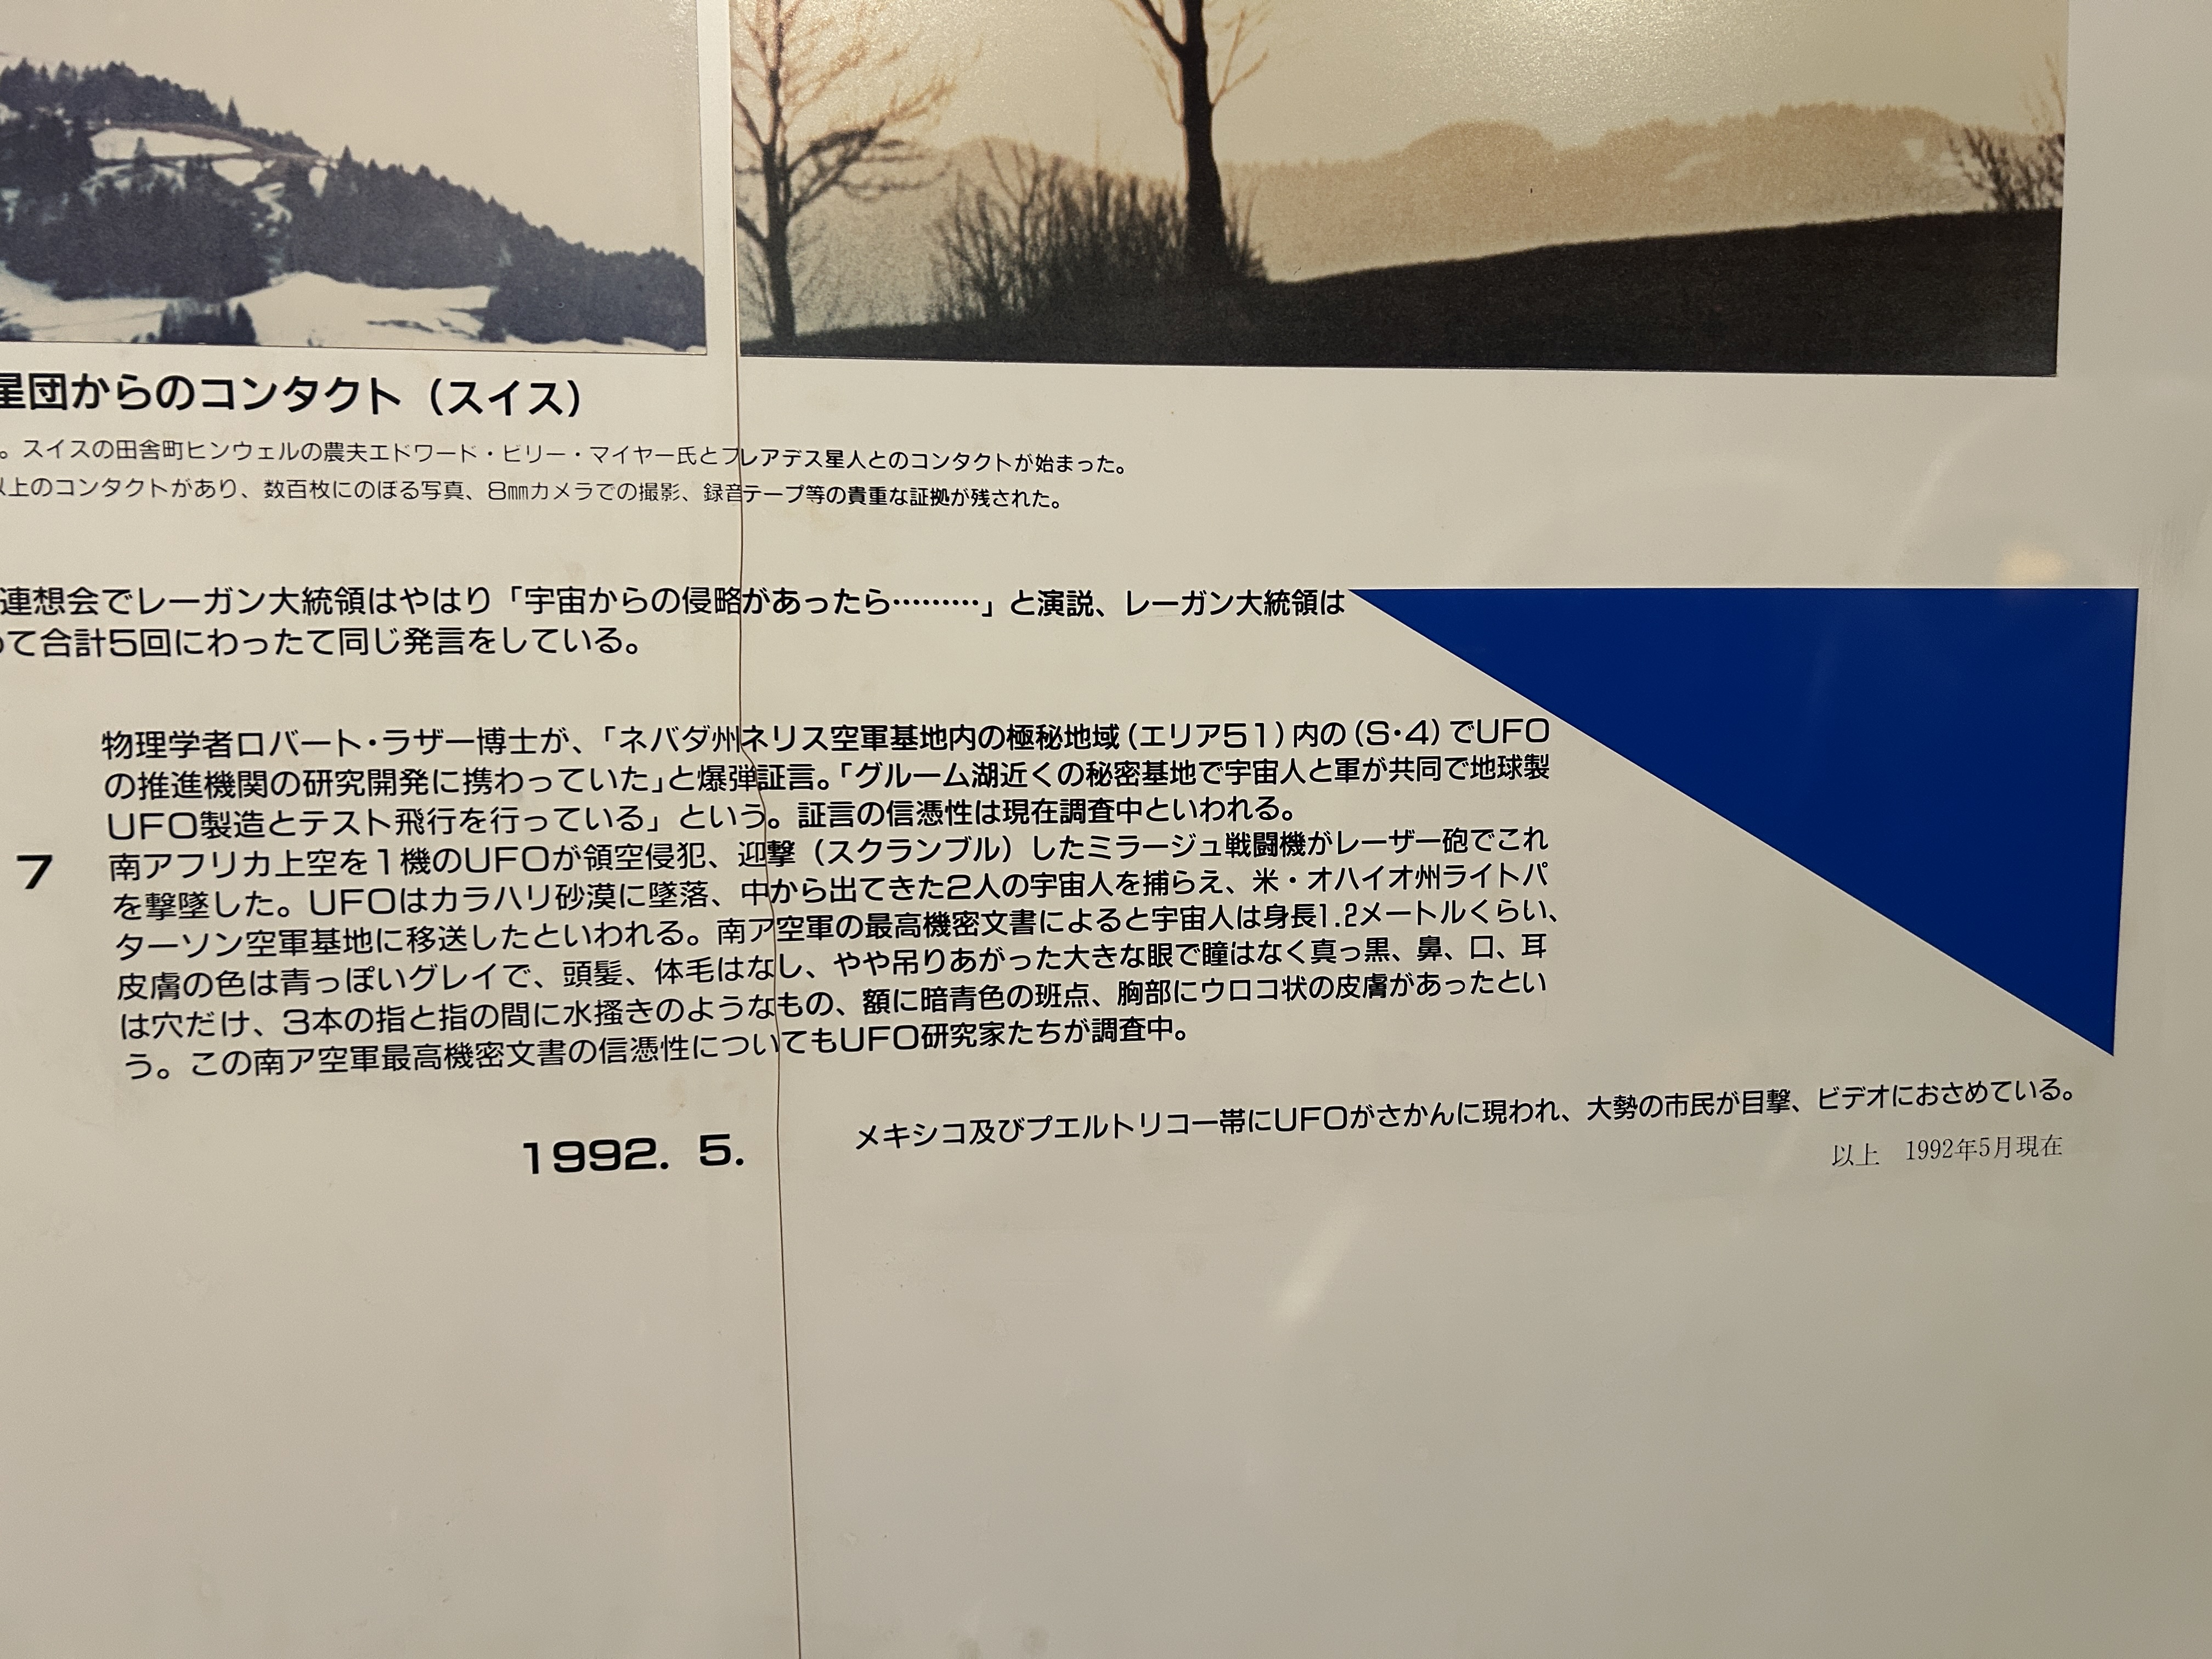 星団からのコンタクト（スイス）
。スイスの田舎町ヒンウェルの農夫エドワード・ビリー・マイヤー氏とプレアデス星人とのコンタクトが始まった。
以上のコンタクトがあり、数百枚にのぼる写真、8㎜カメラでの撮影、録音テープ等の貴重な証拠が残された。
連想会でレーガン大統領はやはり「宇宙からの侵略があったら………」と演説、レーガン大統領は
って合計5回にわったて同じ発言をしている。
物理学者ロバート・ラザー博士が、「ネバダ州ネリス空軍基地内の極秘地域（エリア51）内の（S・4）でUFO
の推進機関の研究開発に携わっていた」と爆弾証言。「グルーム湖近くの秘密基地で宇宙人と軍が共同で地球製
UFO製造とテスト飛行を行っている」という。証言の信憑性は現在調査中といわれる。
7
南アフリカ上空を1機のUFOが領空侵犯、迎撃（スクランブル）したミラージュ戦闘機がレーザー砲でこれ
を撃墜した。UFOはカラハリ砂漠に墜落、中から出てきた2人の宇宙人を捕らえ、米・オハイオ州ライトパ
ターソン空軍基地に移送したといわれる。南ア空軍の最高機密文書によると宇宙人は身長1.2メートルくらい、
皮膚の色は青っぽいグレイで、頭髪、体毛はなし、やや吊りあがった大きな眼で瞳はなく真っ黒、鼻、口、耳
は穴だけ、3本の指と指の間に水掻きのようなもの、額に暗青色の斑点、胸部にウロコ状の皮膚があったとい
う。この南ア空軍最高機密文書の信憑性についてもUFO研究家たちが調査中。
1992. 5.
メキシコ及びプエルトリコ一帯にUFOがさかんに現われ、大勢の市民が目撃、ビデオにおさめている。
以上　1992年5月現在